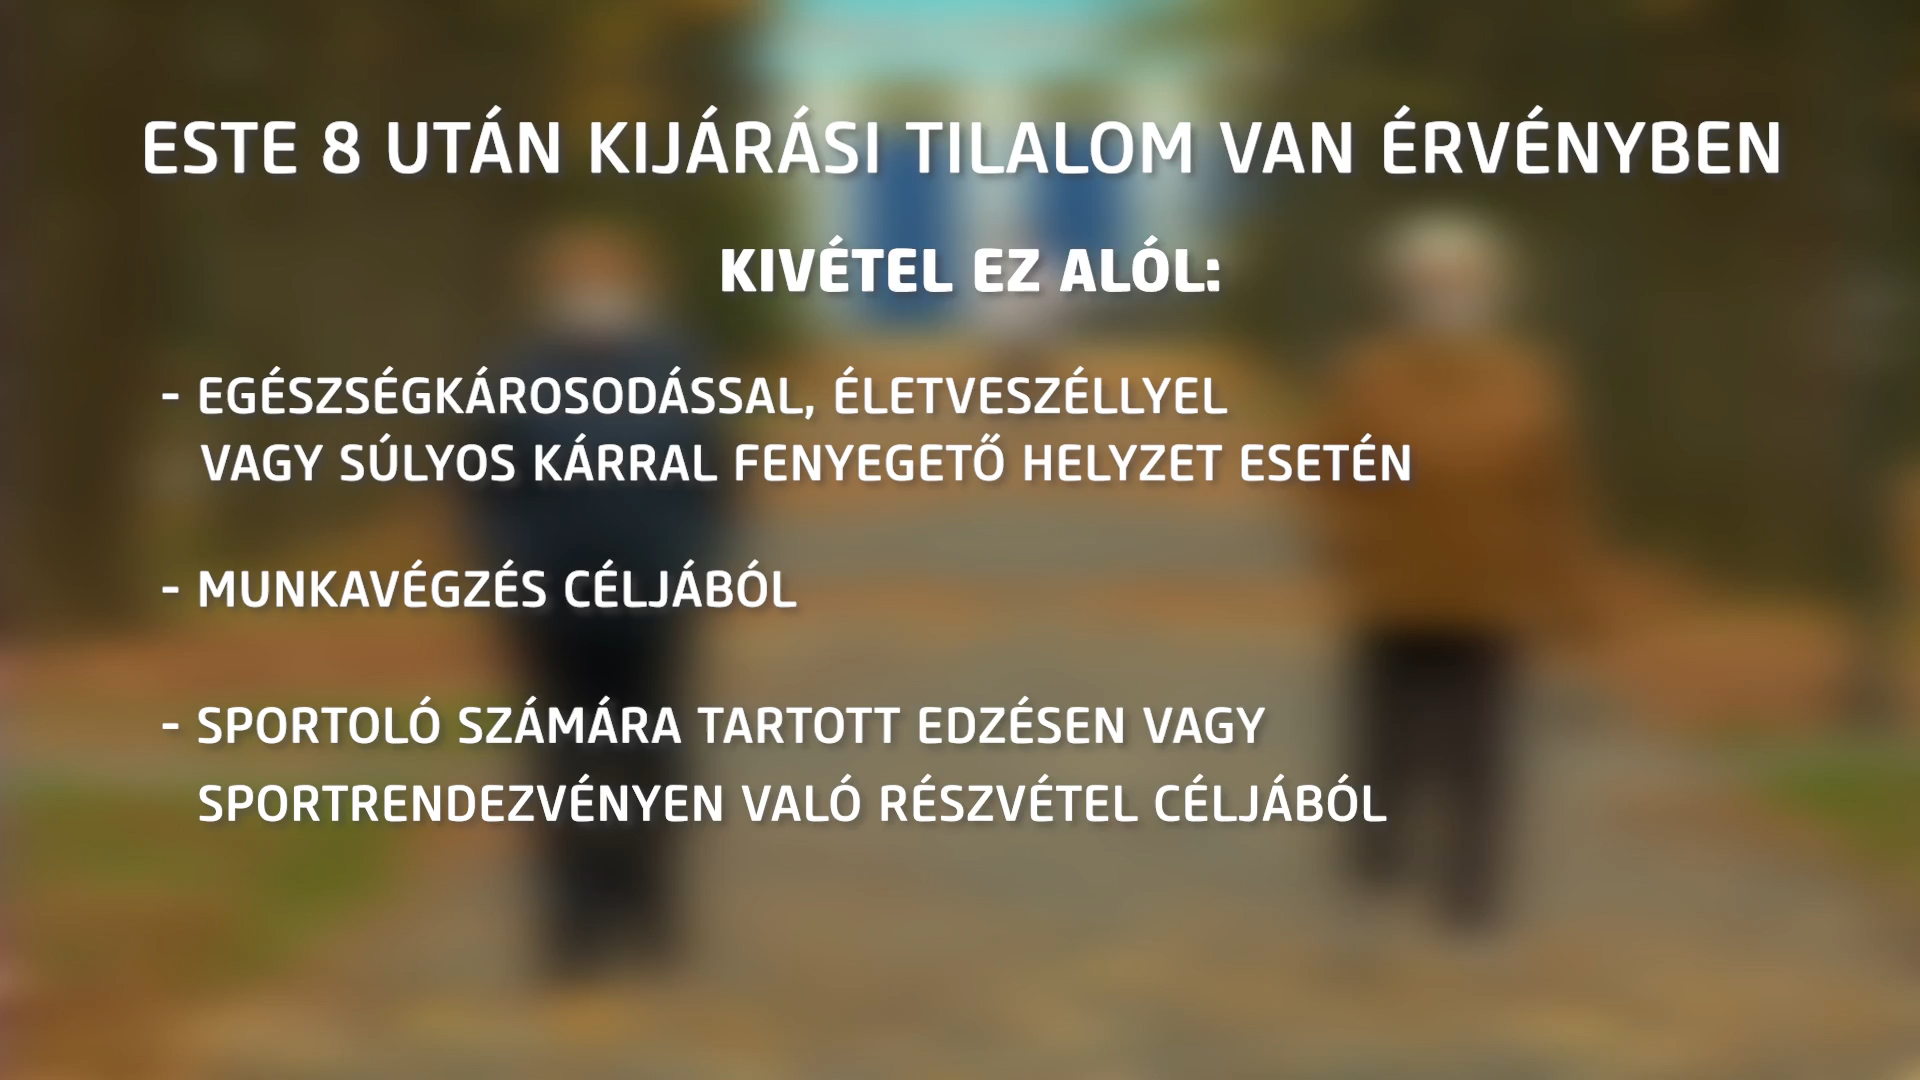 ESTE 8 UTÁN KIJÁRÁSI TILALOM VAN ÉRVÉNYBEN
KIVÉTEL EZ ALÓL:
- EGÉSZSÉGKÁROSODÁSSAL, ÉLETVESZÉLLYEL
VAGY SÚLYOS KÁRRAL FENYEGETŐ HELYZET ESETÉN
- MUNKAVÉGZÉS CÉLJÁBÓL
- SPORTOLÓ SZÁMÁRA TARTOTT EDZÉSEN VAGY
SPORTRENDEZVÉNYEN VALÓ RÉSZVÉTEL CÉLJÁBÓL